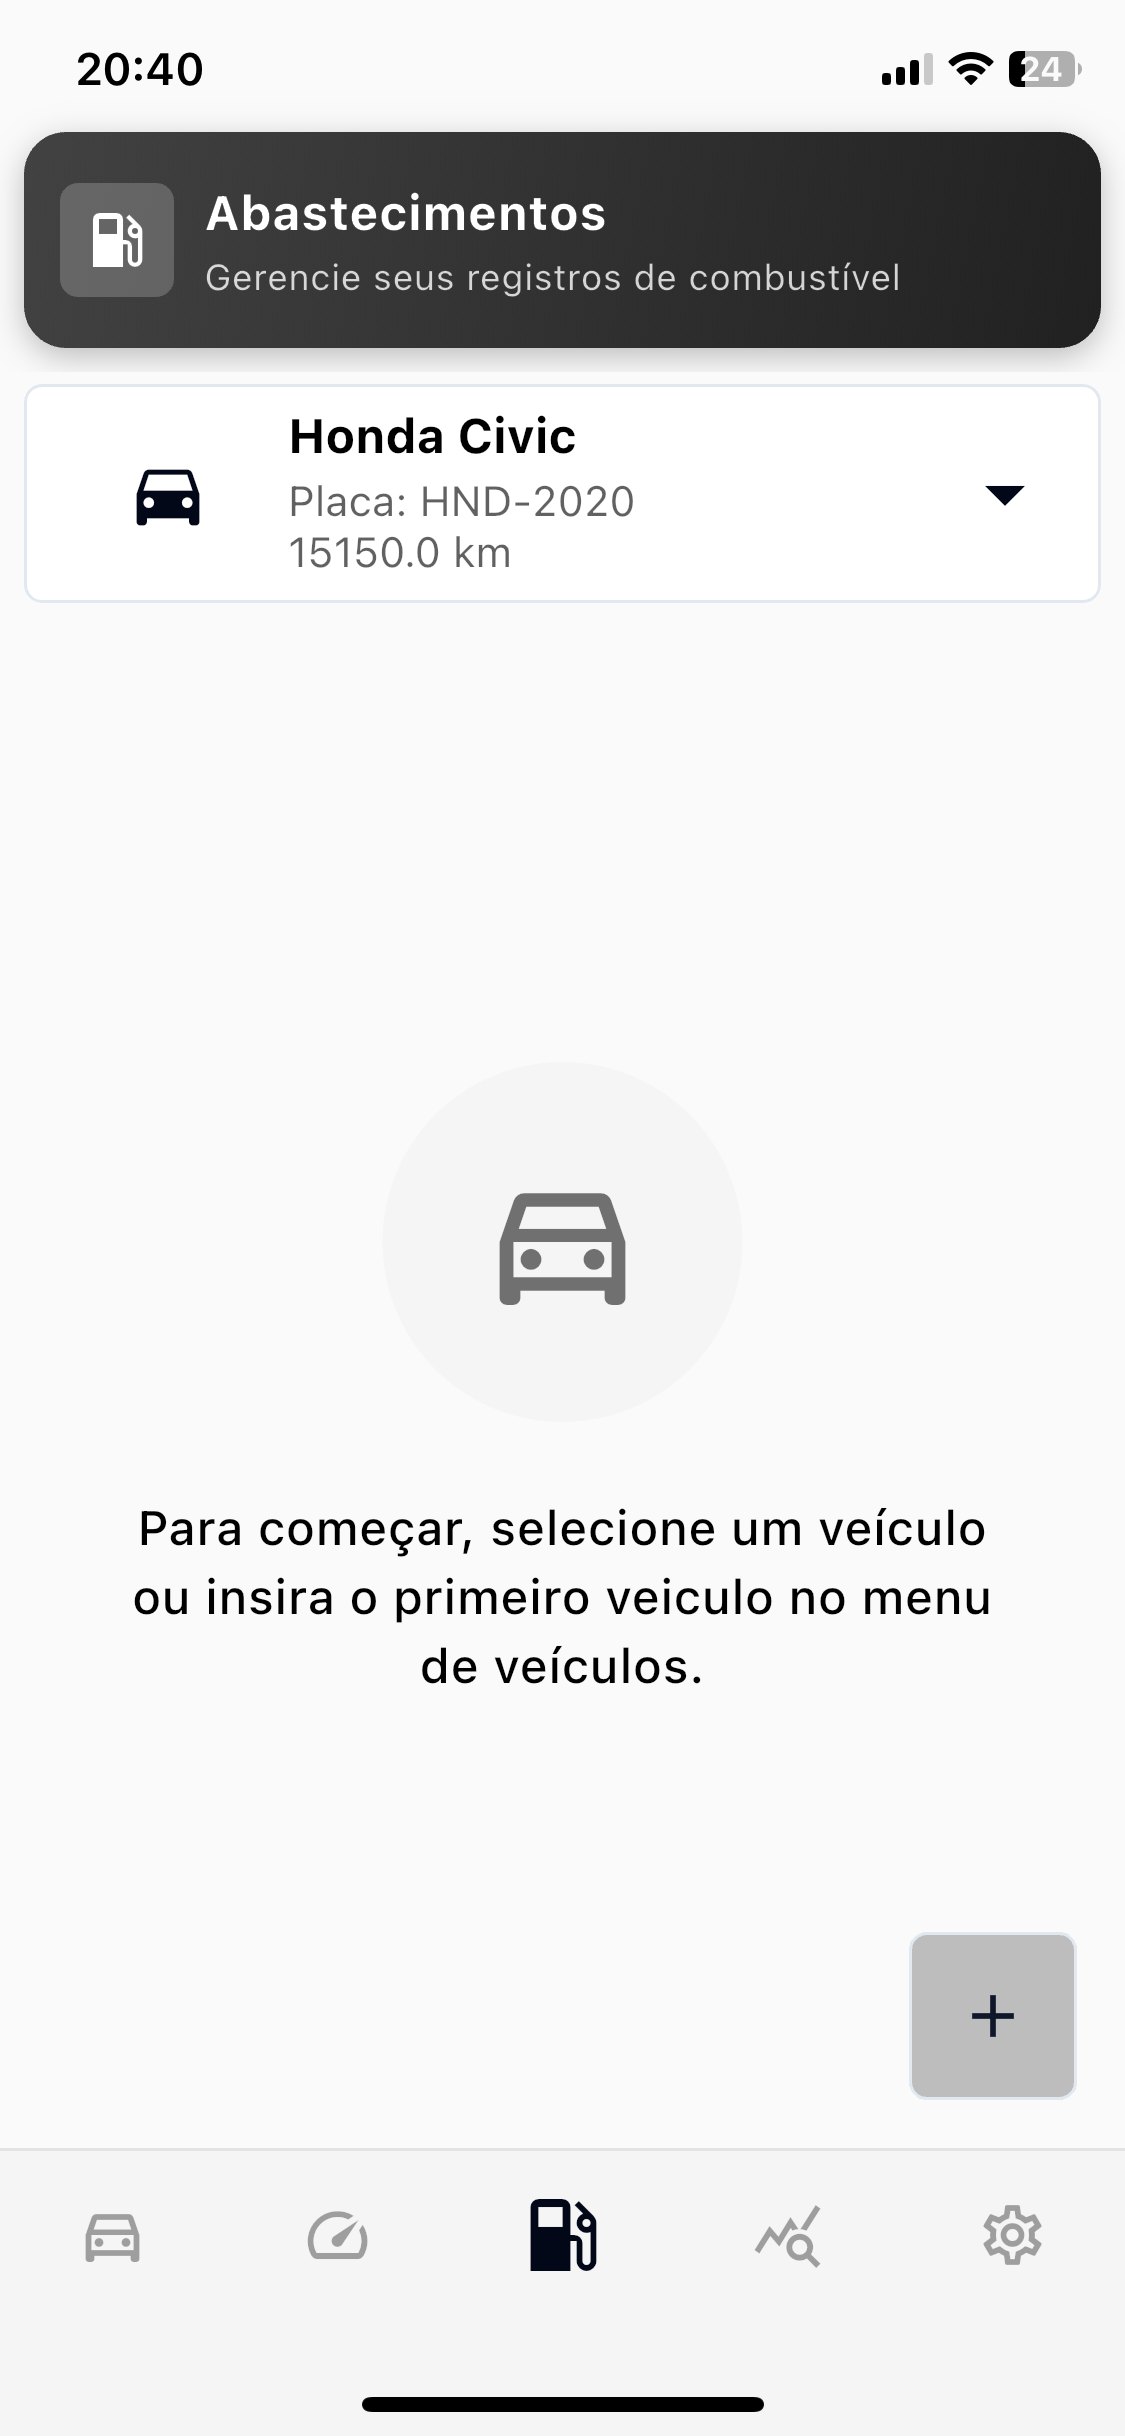 20:40
24
Abastecimentos
Gerencie seus registros de combustível
Honda Civic
Placa: HND-2020
15150.0 km
Para começar, selecione um veículo
ou insira o primeiro veiculo no menu
de veículos.